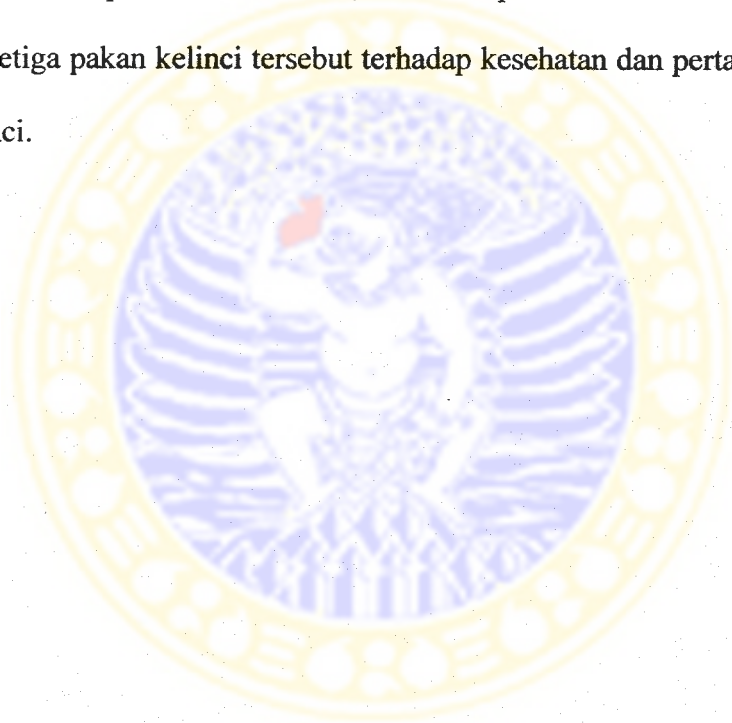 etiga pakan kelinci tersebut terhadap kesehatan dan perta
ci.